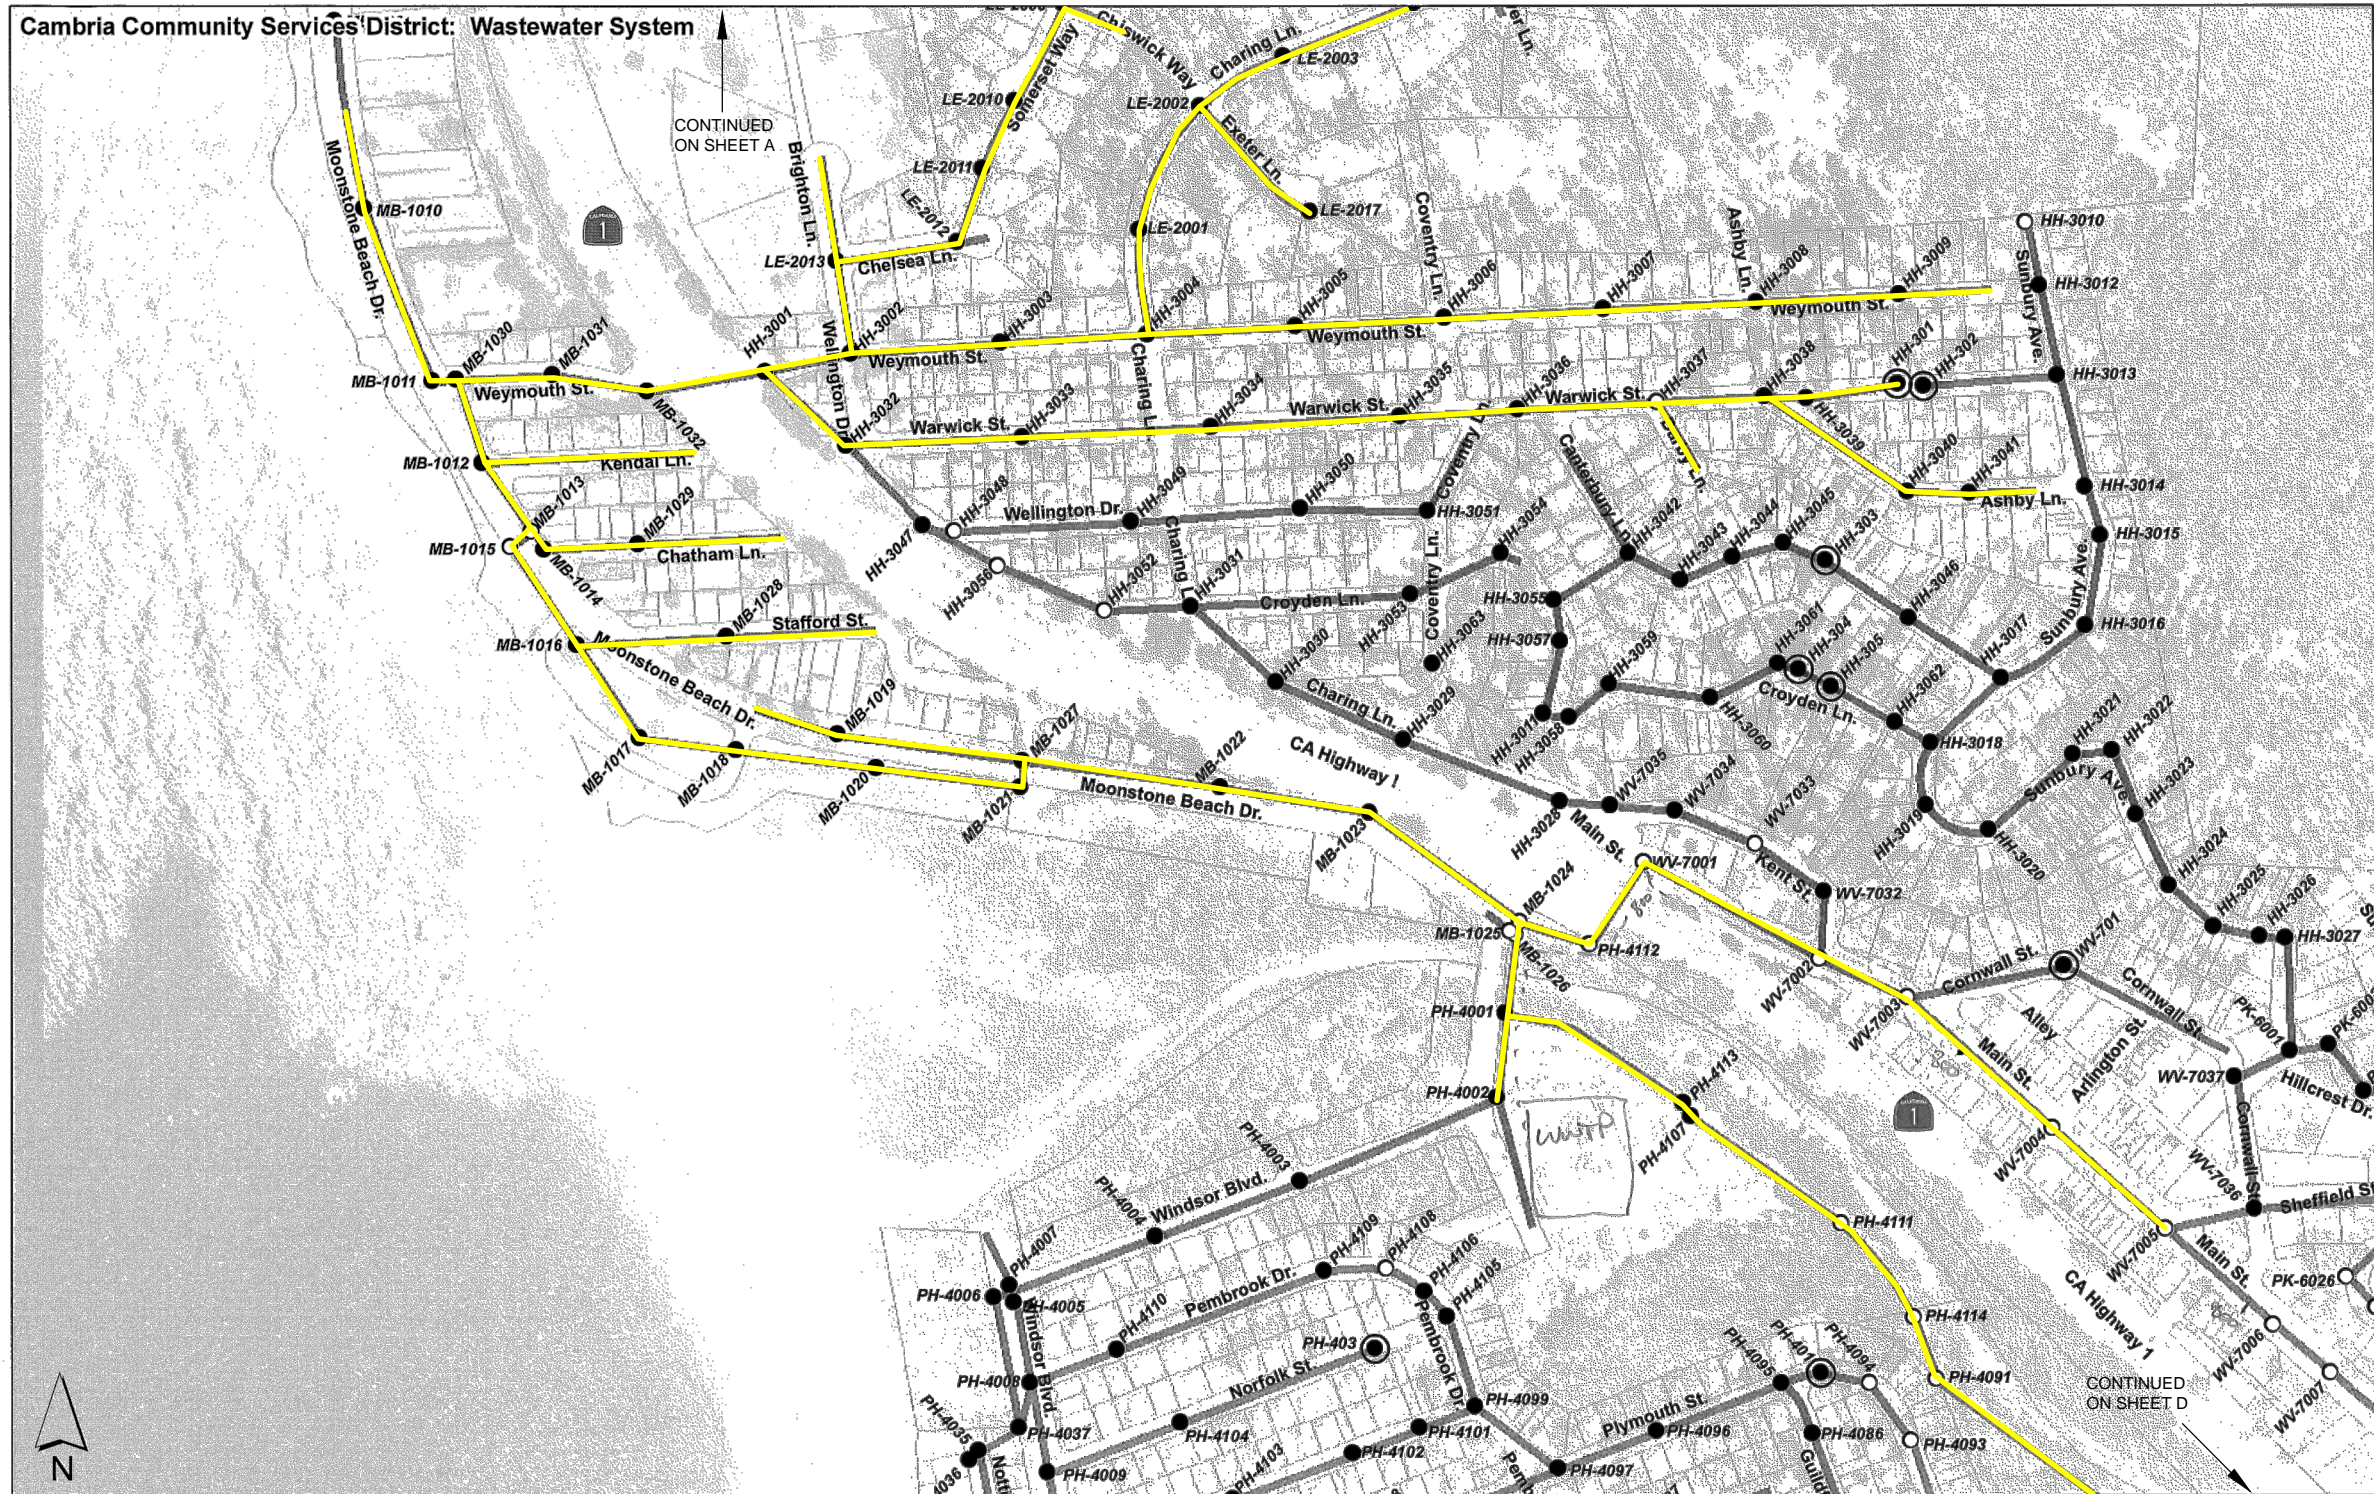 Cambria Community Services District: Wastewater System
CONTINUED
ON SHEET A
Chiswick Way
Charing Ln.
LE-2003
LE-2010
Somerset Way
LE-2002
LE-2011
Exeter Ln.
LE-2017
LE-2012
LE-2001
Brighton Ln.
LE-2013
Chelsea Ln.
Moonstone Beach Dr.
MB-1010
1
Coventry Ln.
Ashby Ln.
HH-3010
Sunbury Ave.
HH-3012
HH-3001
HH-3002
HH-3003
HH-3004
HH-3005
HH-3006
HH-3007
HH-3008
HH-3009
Weymouth St.
Weymouth St.
Weymouth St.
Wellington Dr.
MB-1011
MB-1030
MB-1031
Weymouth St.
MB-1032
HH-3032
HH-3033
HH-3034
HH-3035
HH-3036
HH-3037
HH-3038
HH-301
HH-302
HH-3013
Warwick St.
Warwick St.
Warwick St.
HH-3039
HH-3040
HH-3041
Ashby Ln.
HH-3014
MB-1012
Kendal Ln.
MB-1013
MB-1029
MB-1015
Chatham Ln.
MB-1014
HH-3047
HH-3048
Wellington Dr.
HH-3049
HH-3050
HH-3051
Coventry Ln.
HH-3054
Canterbury Ln.
HH-3042
HH-3043
HH-3044
HH-3045
HH-303
HH-3015
HH-3056
HH-3052
HH-3031
Croyden Ln.
HH-3053
Coventry Ln.
HH-3063
HH-3055
HH-3057
HH-3059
HH-3061
HH-304
HH-305
HH-3046
HH-3017
Sunbury Ave.
HH-3016
MB-1028
Stafford St.
MB-1016
Moonstone Beach Dr.
MB-1019
HH-3030
Charing Ln.
HH-3029
HH-3011
HH-3058
HH-3060
Croyden Ln.
HH-3062
HH-3018
HH-3021
HH-3022
MB-1017
MB-1018
MB-1020
MB-1021
MB-1027
MB-1022
CA Highway 1
Moonstone Beach Dr.
MB-1023
WV-7035
WV-7034
WV-7033
HH-3028
Main St.
HH-3019
HH-3020
Sunbury Ave.
HH-3023
HH-3024
HH-3025
HH-3026
HH-3027
WV-7001
Kent St.
WV-7032
MB-1024
MB-1025
MB-1026
PH-4112
WV-7002
WV-7003
Cornwall St.
WV-701
Cornwall St.
Alley
Arlington St.
PK-6001
PH-4001
PH-4002
PH-4113
PH-4107
WWTP
1
Main St.
WV-7037
Hillcrest Dr.
Cornwall St.
WV-7004
WV-7036
Sheffield St
WV-7005
Main St.
PH-4003
PH-4004
Windsor Blvd.
PH-4111
PH-4007
PH-4006
PH-4005
PH-4109
PH-4108
PH-4106
PH-4105
Pembrook Dr.
PH-4110
Pembrook Dr.
PH-403
PH-4114
CA Highway 1
PK-6026
WV-7006
WV-7007
Windsor Blvd
PH-4008
Norfolk St.
PH-4095
PH-401
PH-4094
PH-4091
CONTINUED
ON SHEET D
PH-4035
4036
PH-4037
PH-4104
PH-4101
PH-4102
PH-4099
Plymouth St.
PH-4096
PH-4086
PH-4093
PH-4009
PH-4103
PH-4097
N